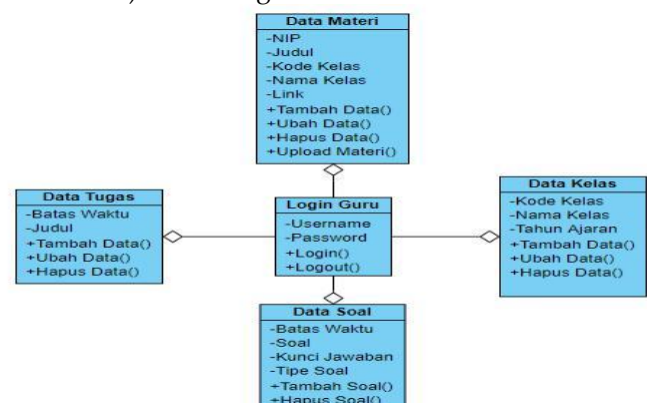 Data Materi
-NIP
-Judul
-Kode Kelas
-Nama Kelas
-Link
+Tambah Data()
+Ubah Data()
+Hapus Data()
+Upload Materi()
Data Tugas
-Batas Waktu
-Judul
+Tambah Data()
+Ubah Data()
+Hapus Data()
Login Guru
-Username
-Password
+Login()
+Logout()
Data Kelas
-Kode Kelas
-Nama Kelas
-Tahun Ajaran
+Tambah Data()
+Ubah Data()
+Hapus Data()
Data Soal
-Batas Waktu
-Soal
-Kunci Jawaban
-Tipe Soal
+Tambah Soal()
+Hapus Soal()